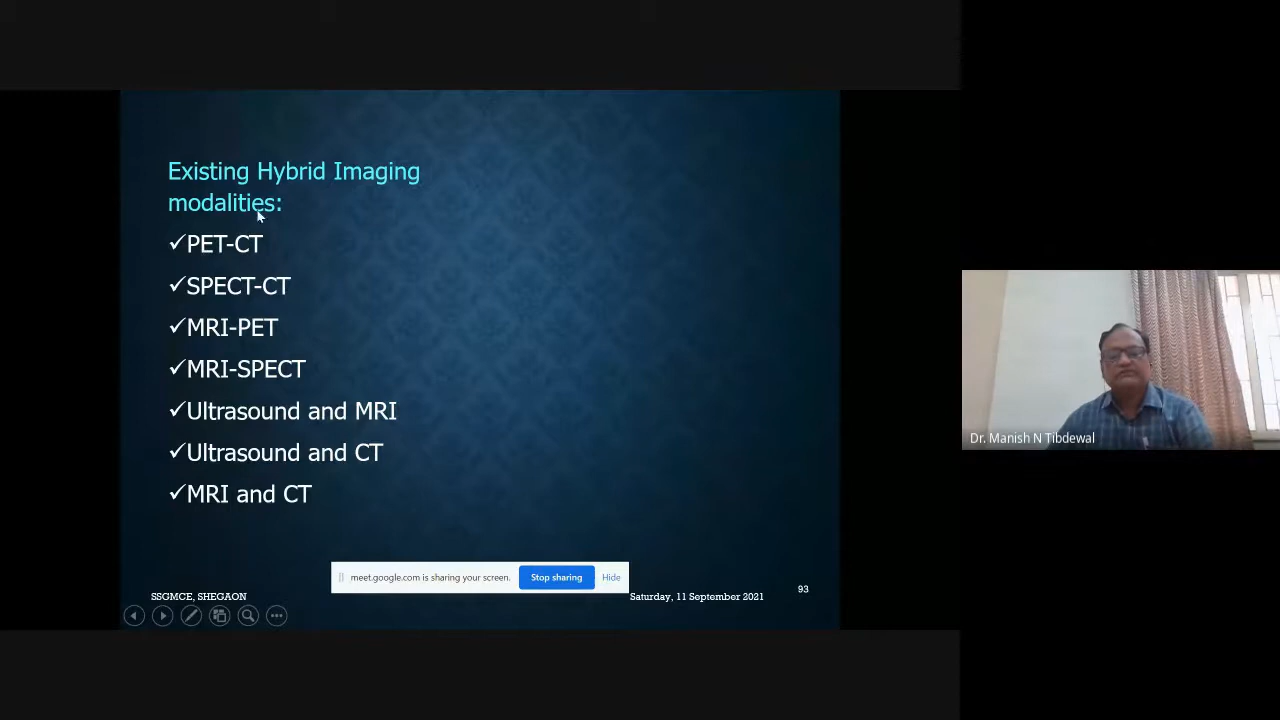 Existing Hybrid Imaging
modalities:
✓PET-CT
✓SPECT-CT
✓MRI-PET
✓MRI-SPECT
✓Ultrasound and MRI
✓Ultrasound and CT
✓MRI and CT
meet.google.com is sharing your screen. Stop sharing Hide
SSGMCE, SHEGAON Saturday, 11 September 2021 93
Dr. Manish N Tibdewal